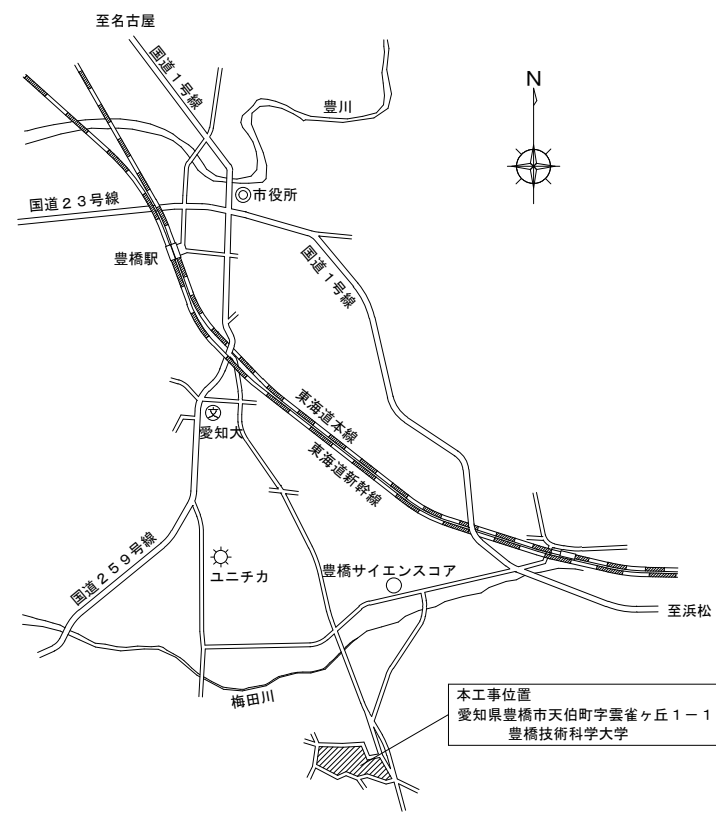 至名古屋
国道1号線
豊川
N
市役所
国道２３号線
豊橋駅
国道1号線
東海道本線
東海道新幹線
愛知大
国道２５９号線
ユニチカ
豊橋サイエンスコア
至浜松
梅田川
本工事位置
愛知県豊橋市天伯町字雲雀ヶ丘１－１
豊橋技術科学大学